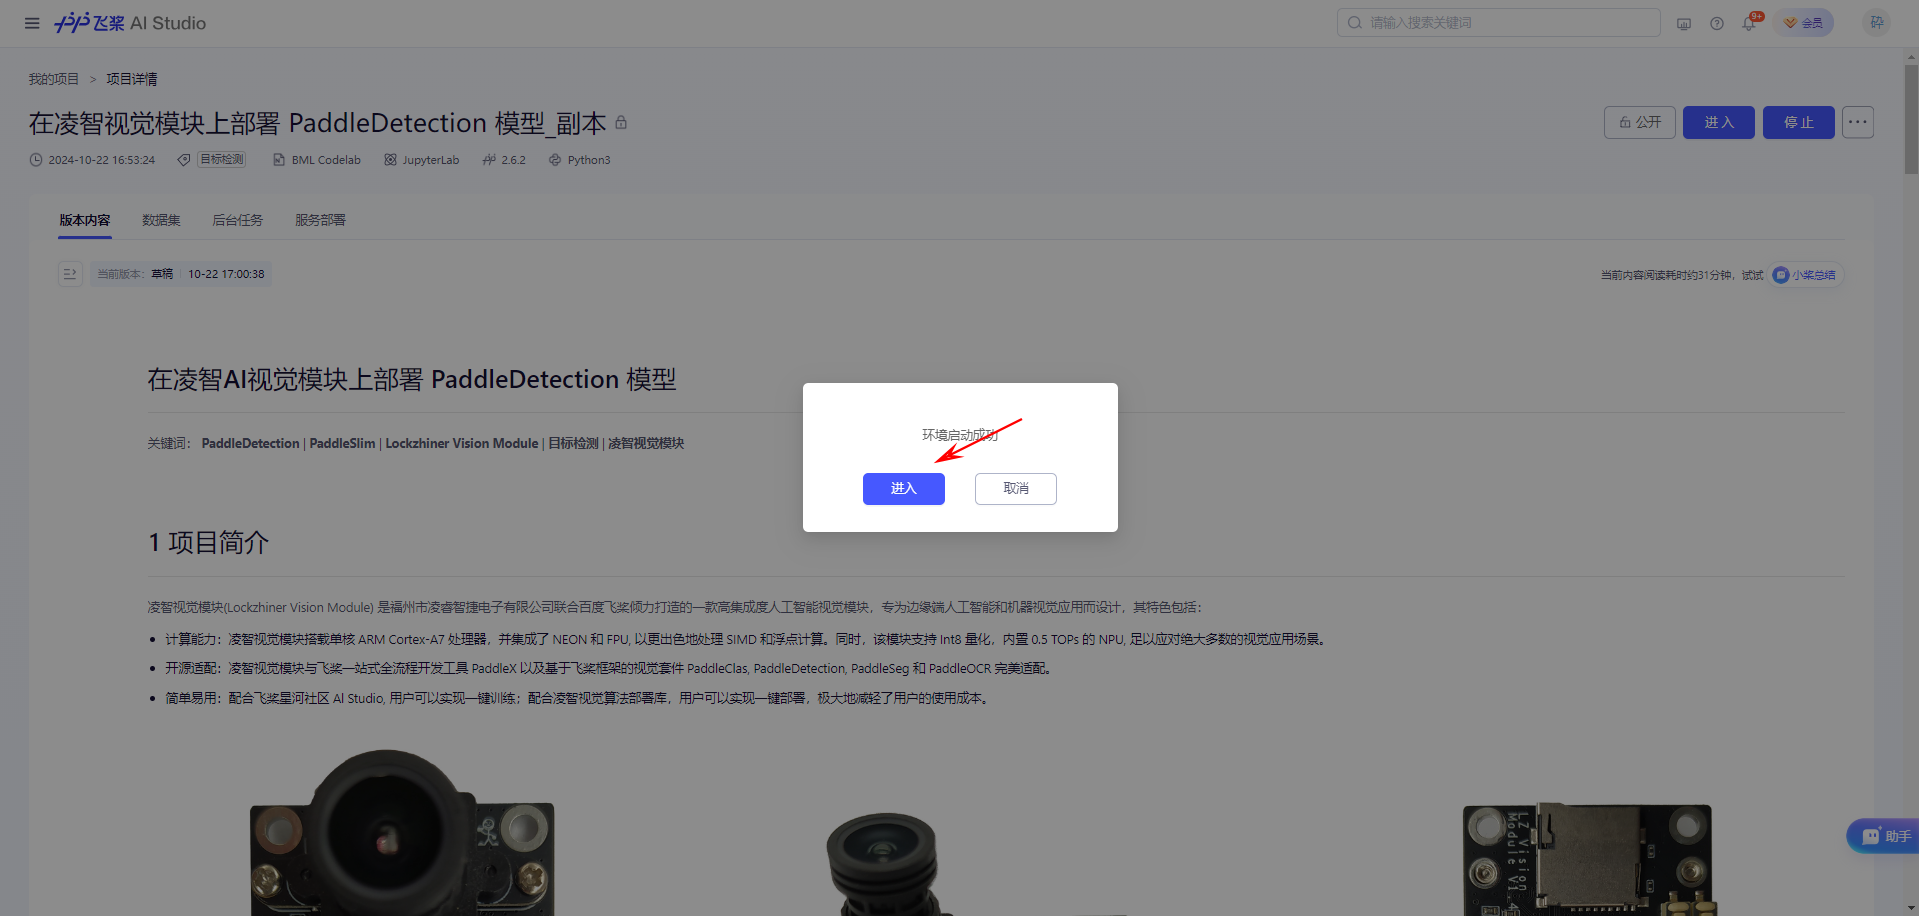 飞桨 AI Studio
请输入搜索关键词
9+
会员
砕
我的项目 > 项目详情
在凌智视觉模块上部署 PaddleDetection 模型_副本
公开
进入
停止
2024-10-22 16:53:24
目标检测
BML Codelab
JupyterLab
2.6.2
Python3
版本内容
数据集
后台任务
服务部署
当前版本: 草稿 10-22 17:00:38
当前内容阅读耗时约31分钟，试试 小桨总结
在凌智AI视觉模块上部署 PaddleDetection 模型
环境启动成功
关键词： PaddleDetection | PaddleSlim | Lockzhiner Vision Module | 目标检测 | 凌智视觉模块
进入
取消
1 项目简介
凌智视觉模块(Lockzhiner Vision Module) 是福州市凌睿智捷电子有限公司联合百度飞桨倾力打造的一款高集成度人工智能视觉模块，专为边缘端人工智能和机器视觉应用而设计，其特色包括：
• 计算能力：凌智视觉模块搭载单核 ARM Cortex-A7 处理器，并集成了 NEON 和 FPU, 以更出色地处理 SIMD 和浮点计算。同时，该模块支持 Int8 量化，内置 0.5 TOPs 的 NPU, 足以应对绝大多数的视觉应用场景。
• 开源适配：凌智视觉模块与飞桨一站式全流程开发工具 PaddleX 以及基于飞桨框架的视觉套件 PaddleClas, PaddleDetection, PaddleSeg 和 PaddleOCR 完美适配。
• 简单易用：配合飞桨星河社区 AI Studio, 用户可以实现一键训练；配合凌智视觉算法部署库，用户可以实现一键部署，极大地减轻了用户的使用成本。
LZ Vision
Module V1.4
助手